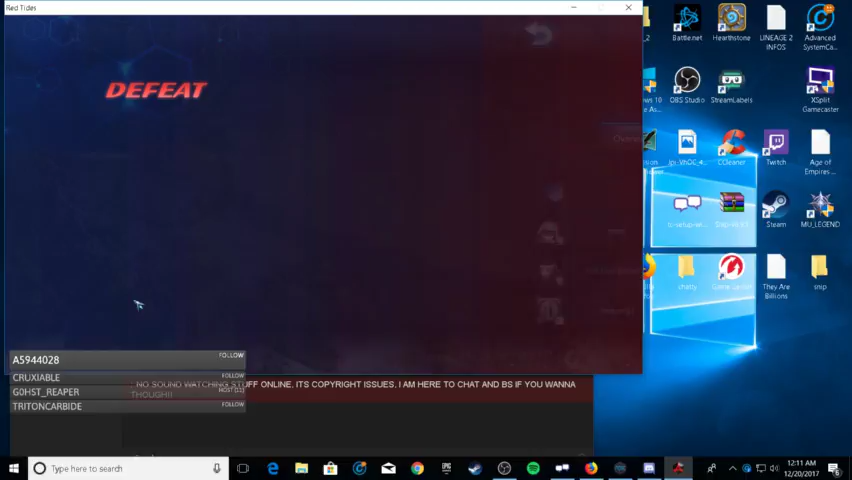 Red Tides
DEFEAT
A5944028 FOLLOW
CRUXIABLE FOLLOW
G0HST_REAPER
TRITONCARBIDE FOLLOW
NO SOUND WATCHING STUFF ONLINE. ITS COPYRIGHT ISSUES. I AM HERE TO CHAT AND BS IF YOU WANNA
THOUGH!!
Battle.net
Hearthstone
LINEAGE 2
INFOS
Advanced
SystemCa...
OBS Studio
StreamLabels
XSplit
Gamecaster
CCleaner
Twitch
Age of
Empires ...
Steam
MU_LEGEND
chatty
Game Center
They Are
Billions
snip
Type here to search
EPIC
12:11 AM
12/20/2017